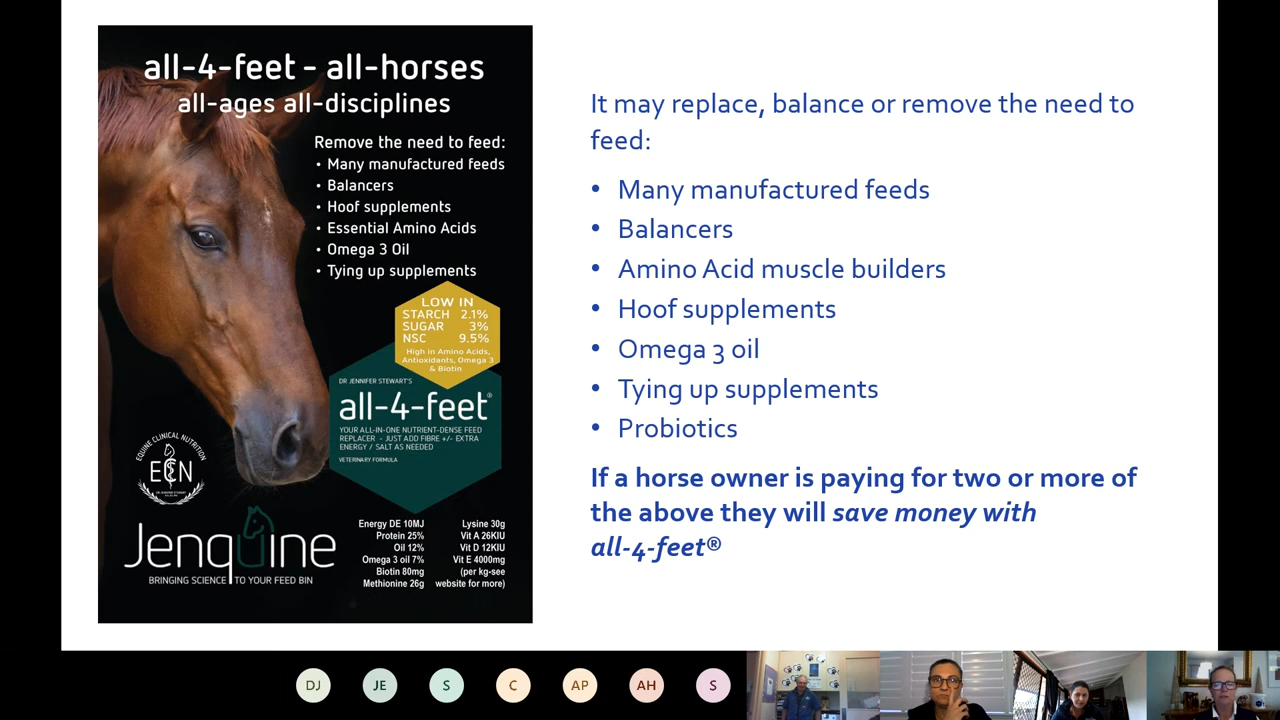 all-4-feet - all-horses
all-ages all-disciplines
Remove the need to feed:
• Many manufactured feeds
• Balancers
• Hoof supplements
• Essential Amino Acids
• Omega 3 Oil
• Tying up supplements
LOW IN
STARCH 2.1%
SUGAR 3%
NSC 9.5%
High in Amino Acids,
Antioxidants, Omega 3
& Biotin
DR JENNIFER STEWART'S
all-4-feet®
YOUR ALL-IN-ONE NUTRIENT-DENSE FEED
REPLACER - JUST ADD FIBRE +/- EXTRA
ENERGY / SALT AS NEEDED
VETERINARY FORMULA
EQUINE CLINICAL NUTRITION
ECN
Jenquine
BRINGING SCIENCE TO YOUR FEED BIN
Energy DE 10MJ
Protein 25%
Oil 12%
Omega 3 oil 7%
Biotin 80mg
Methionine 26g
Lysine 30g
Vit A 26KIU
Vit D 12KIU
Vit E 4000mg
(per kg-see
website for more)
It may replace, balance or remove the need to
feed:
• Many manufactured feeds
• Balancers
• Amino Acid muscle builders
• Hoof supplements
• Omega 3 oil
• Tying up supplements
• Probiotics
If a horse owner is paying for two or more of
the above they will save money with
all-4-feet®
DJ
JE
S
C
AP
AH
S